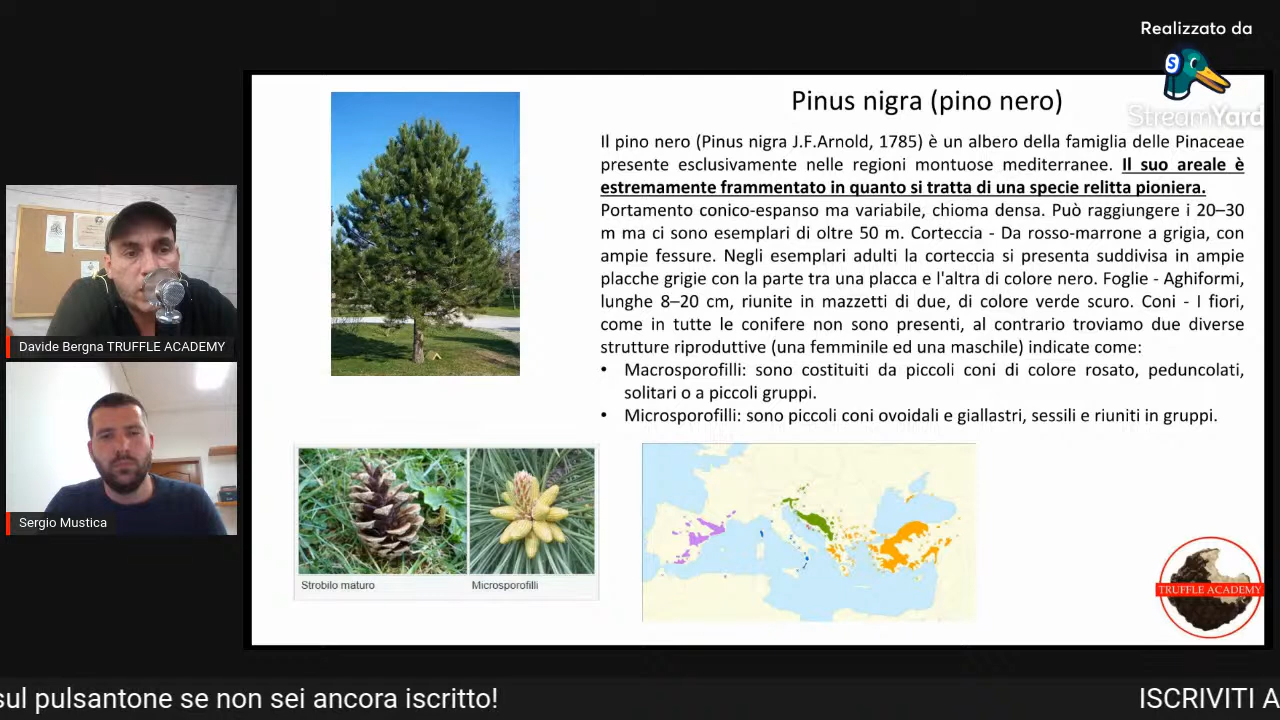 Realizzato da
StreamYard
Pinus nigra (pino nero)
Il pino nero (Pinus nigra J.F.Arnold, 1785) è un albero della famiglia delle Pinaceae
presente esclusivamente nelle regioni montuose mediterranee. Il suo areale è
estremamente frammentato in quanto si tratta di una specie relitta pioniera.
Portamento conico-espanso ma variabile, chioma densa. Può raggiungere i 20–30
m ma ci sono esemplari di oltre 50 m. Corteccia - Da rosso-marrone a grigia, con
ampie fessure. Negli esemplari adulti la corteccia si presenta suddivisa in ampie
placche grigie con la parte tra una placca e l'altra di colore nero. Foglie - Aghiformi,
lunghe 8–20 cm, riunite in mazzetti di due, di colore verde scuro. Coni - I fiori,
come in tutte le conifere non sono presenti, al contrario troviamo due diverse
strutture riproduttive (una femminile ed una maschile) indicate come:
• Macrosporofilli: sono costituiti da piccoli coni di colore rosato, peduncolati,
solitari o a piccoli gruppi.
• Microsporofilli: sono piccoli coni ovoidali e giallastri, sessili e riuniti in gruppi.
Davide Bergna TRUFFLE ACADEMY
Sergio Mustica
Strobilo maturo
Microsporofilli
TRUFFLE ACADEMY
sul pulsantone se non sei ancora iscritto!
ISCRIVITI A